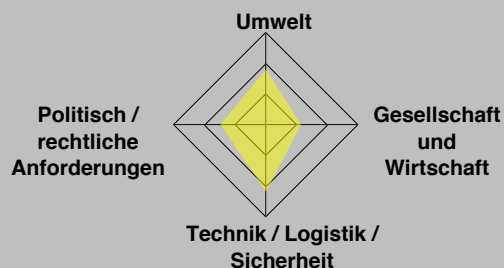 Umwelt
Politisch /
rechtliche
Anforderungen
Gesellschaft
und
Wirtschaft
Technik / Logistik /
Sicherheit